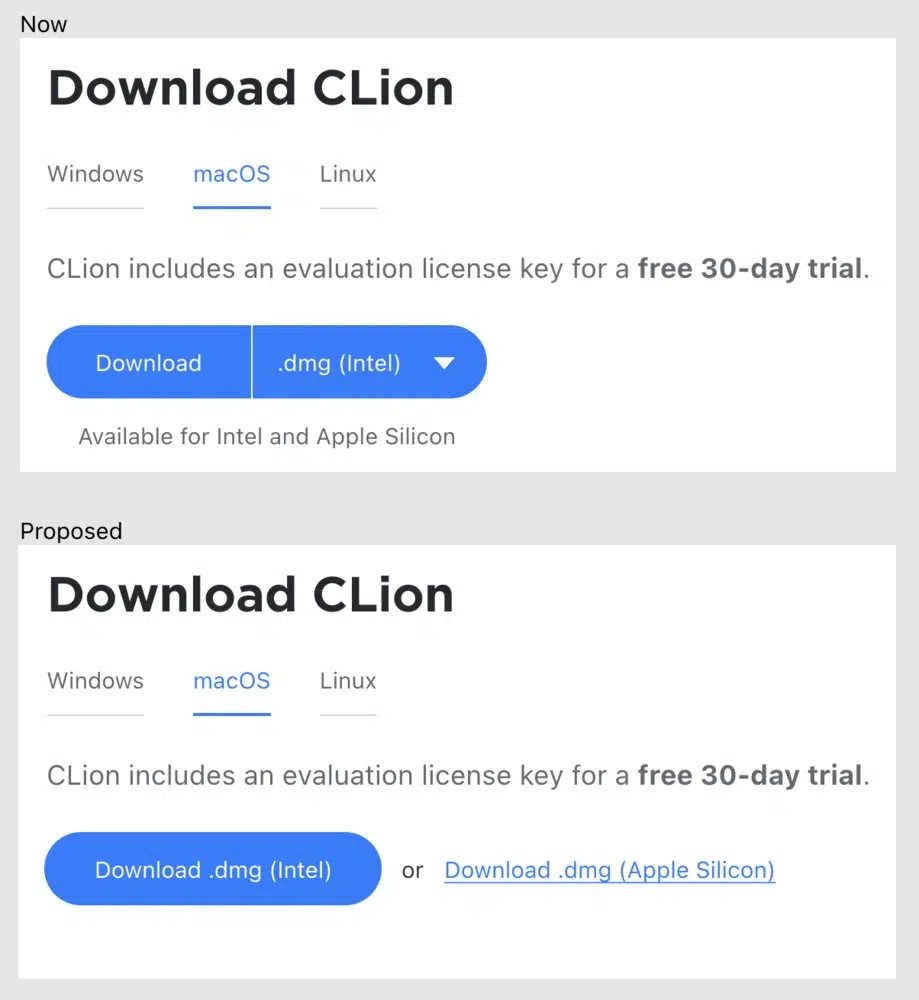 Now
Download CLion
Windows macOS Linux
CLion includes an evaluation license key for a free 30-day trial.
Download .dmg (Intel)
Available for Intel and Apple Silicon
Proposed
Download CLion
Windows macOS Linux
CLion includes an evaluation license key for a free 30-day trial.
Download .dmg (Intel) or Download .dmg (Apple Silicon)